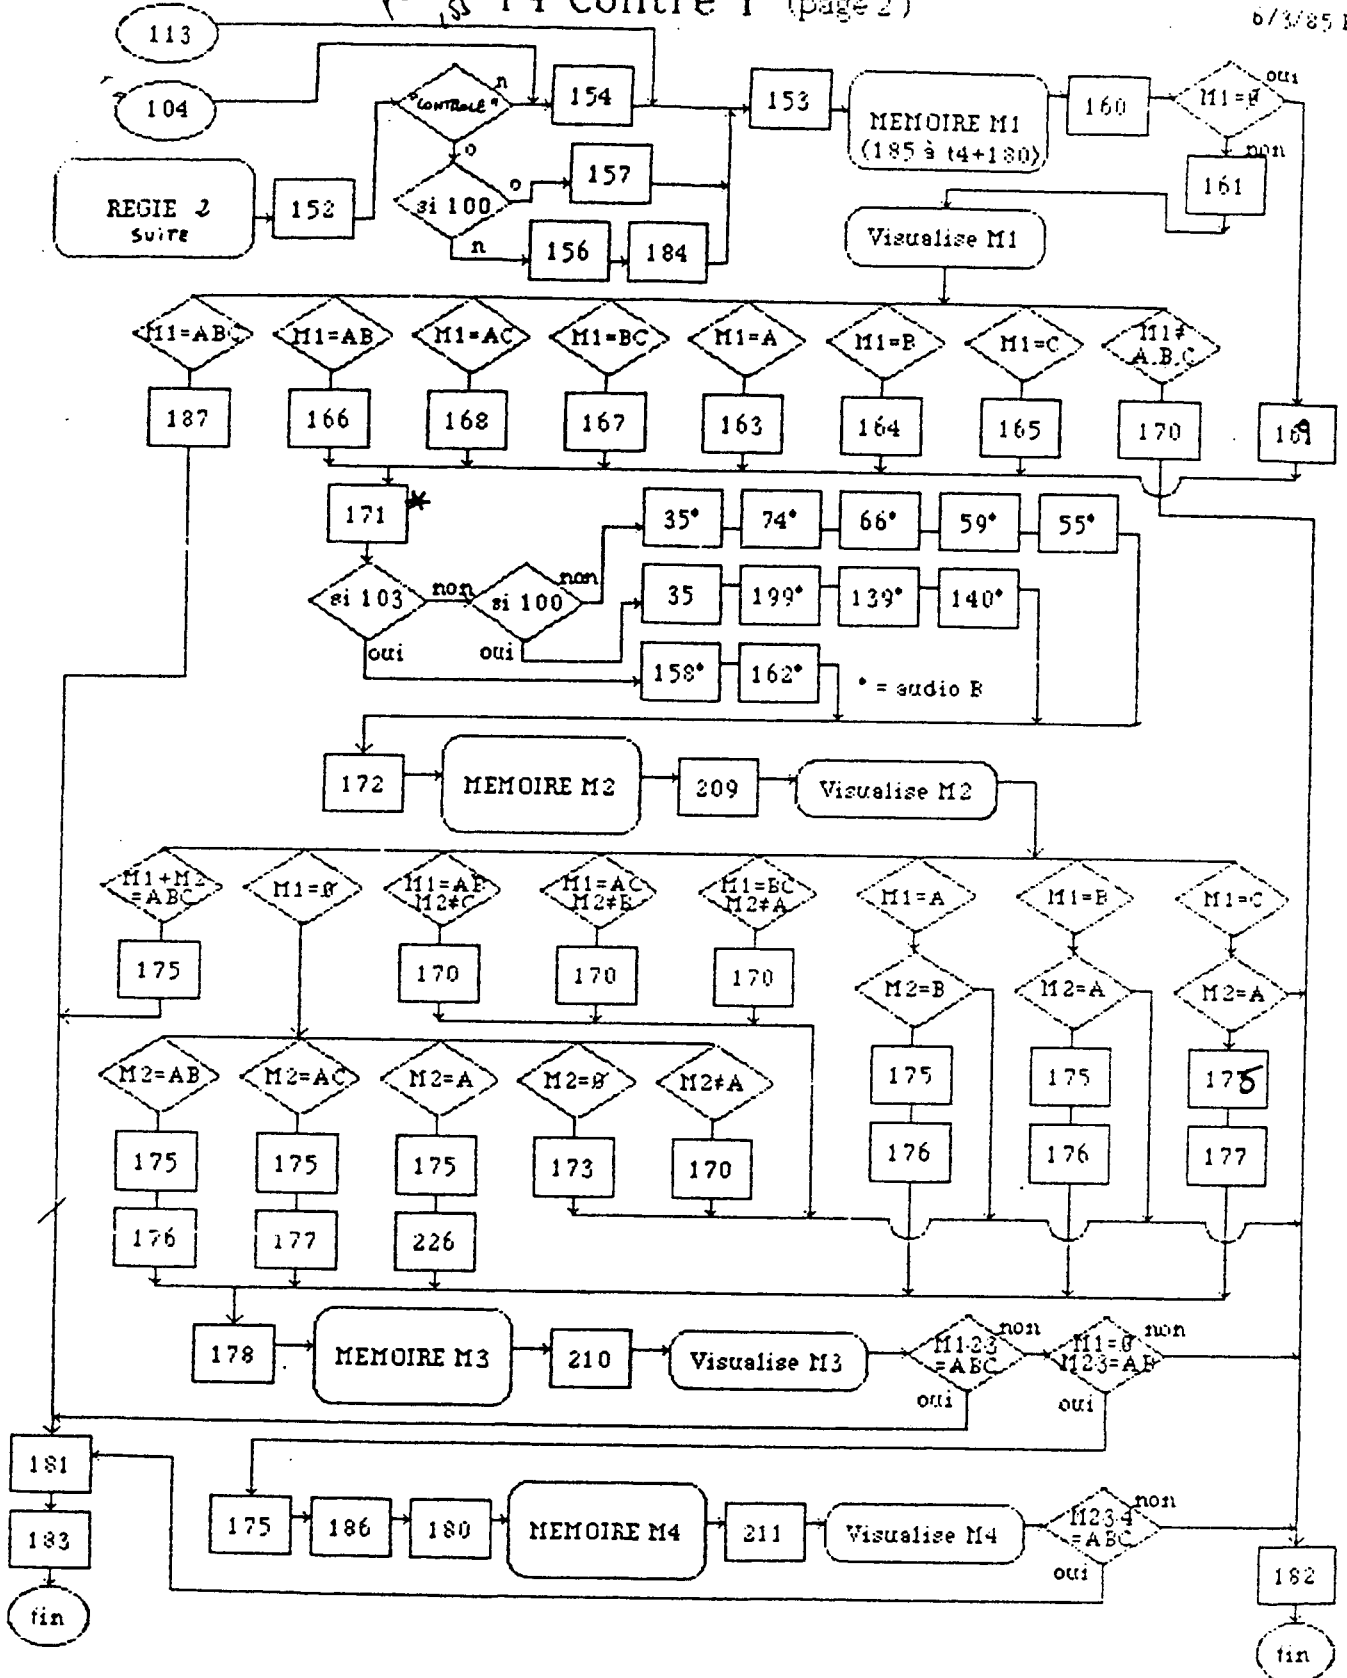 155 14 Contre 1 (page 2)
6/3/85
113
104
"CONTROLE"
n
154
153
MEMOIRE M1
(185 à t4+180)
160
M1=Ø
oui
non
161
REGIE 2
SUITE
152
o
si 100
o
157
n
156
184
Visualise M1
M1=ABC
M1=AB
M1=AC
M1=BC
M1=A
M1=B
M1=C
M1≠
A.B.C
187
166
168
167
163
164
165
170
169
171 *
35•
74•
66•
59•
55•
si 103
non
si 100
non
35
199•
139•
140•
oui
oui
158•
162•
• = audio B
172
MEMOIRE M2
209
Visualise M2
M1+M2
=ABC
M1=Ø
M1=AB
M2≠C
M1=AC
M2≠B
M1=BC
M2≠A
M1=A
M1=B
M1=C
175
170
170
170
M2=B
M2=A
M2=A
M2=AB
M2=AC
M2=A
M2=Ø
M2≠A
175
175
175
175
175
175
173
170
176
176
177
176
177
226
178
MEMOIRE M3
210
Visualise M3
M1.2.3
=ABC
non
M1=Ø
M2.3=AB
non
oui
oui
181
175
186
180
MEMOIRE M4
211
Visualise M4
M2.3.4
=ABC
non
oui
183
182
fin
fin